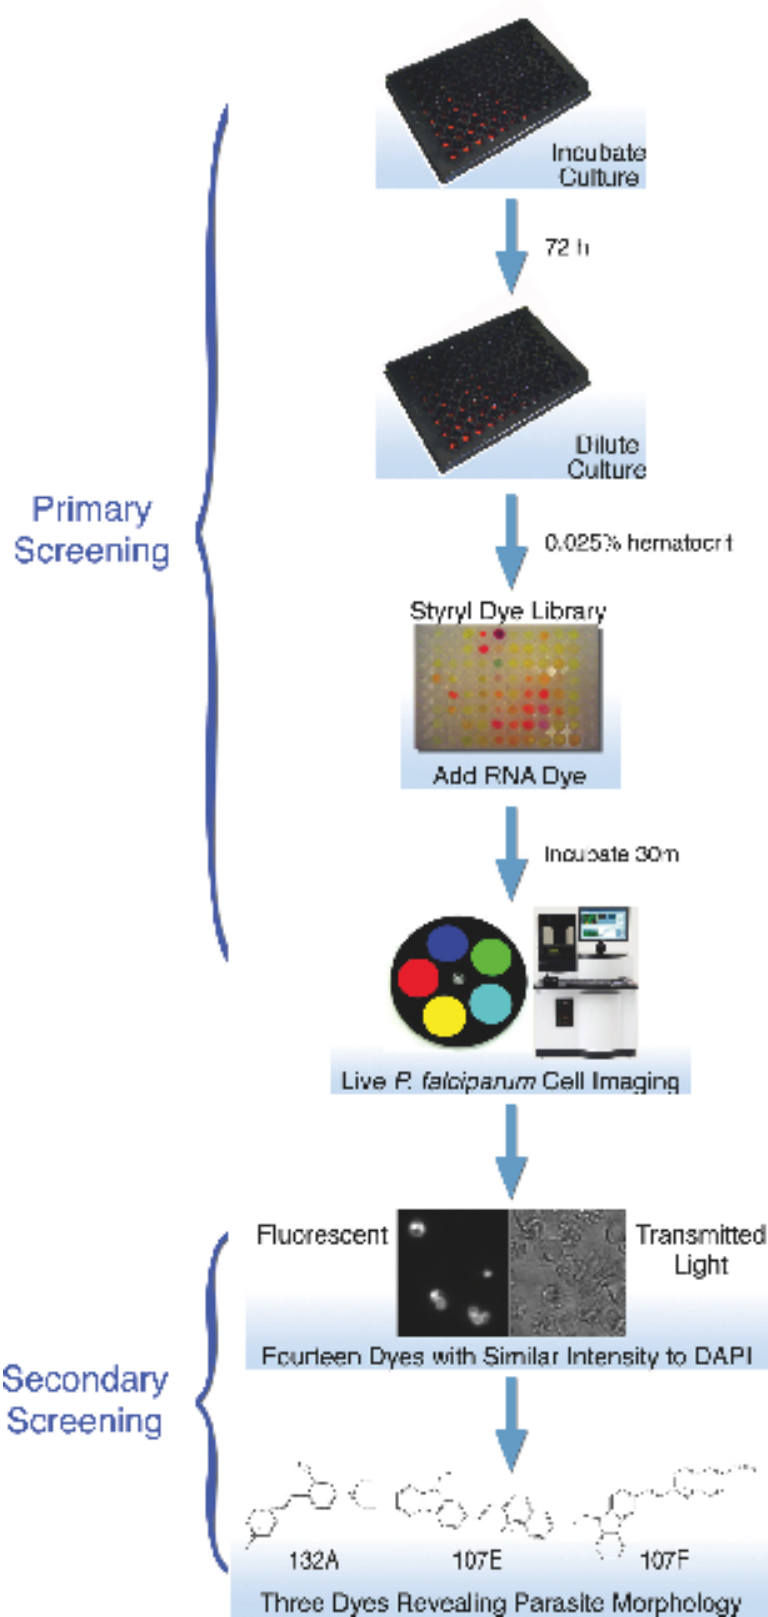 Incubate
Culture
72 h
Dilute
Culture
Primary
Screening
0.025% hematocrit
Styryl Dye Library
Add RNA Dye
Incubate 30m
Live P. falciparum Cell Imaging
Fluorescent
Transmitted
Light
Fourteen Dyes with Similar Intensity to DAPI
Secondary
Screening
132A
107E
107F
Three Dyes Revealing Parasite Morphology